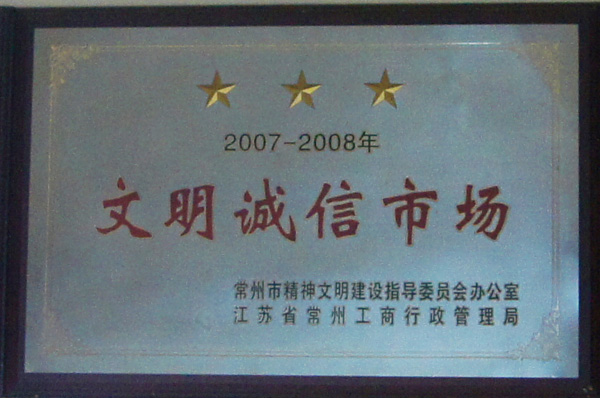 2007-2008年
文明诚信市场
常州市精神文明建设指导委员会办公室
江苏省常州工商行政管理局